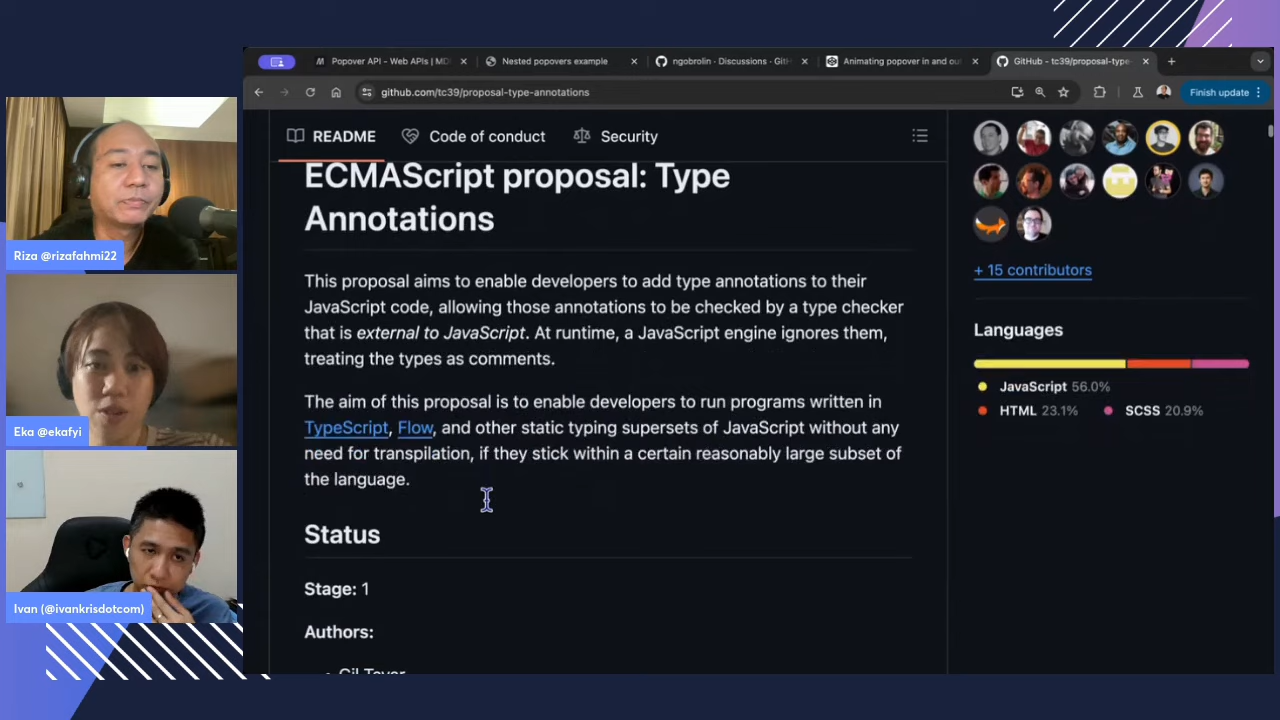 Popover API - Web APIs | MD
Nested popovers example
ngobrolin · Discussions · GitH
Animating popover in and ou
GitHub - tc39/proposal-type-
github.com/tc39/proposal-type-annotations
Finish update
README
Code of conduct
Security
ECMAScript proposal: Type
Annotations
This proposal aims to enable developers to add type annotations to their
JavaScript code, allowing those annotations to be checked by a type checker
that is external to JavaScript. At runtime, a JavaScript engine ignores them,
treating the types as comments.
The aim of this proposal is to enable developers to run programs written in
TypeScript, Flow, and other static typing supersets of JavaScript without any
need for transpilation, if they stick within a certain reasonably large subset of
the language.
Status
Stage: 1
Authors:
Gil Tayar
+ 15 contributors
Languages
JavaScript 56.0%
HTML 23.1%
SCSS 20.9%
Riza @rizafahmi22
Eka @ekafyi
Ivan (@ivankrisdotcom)